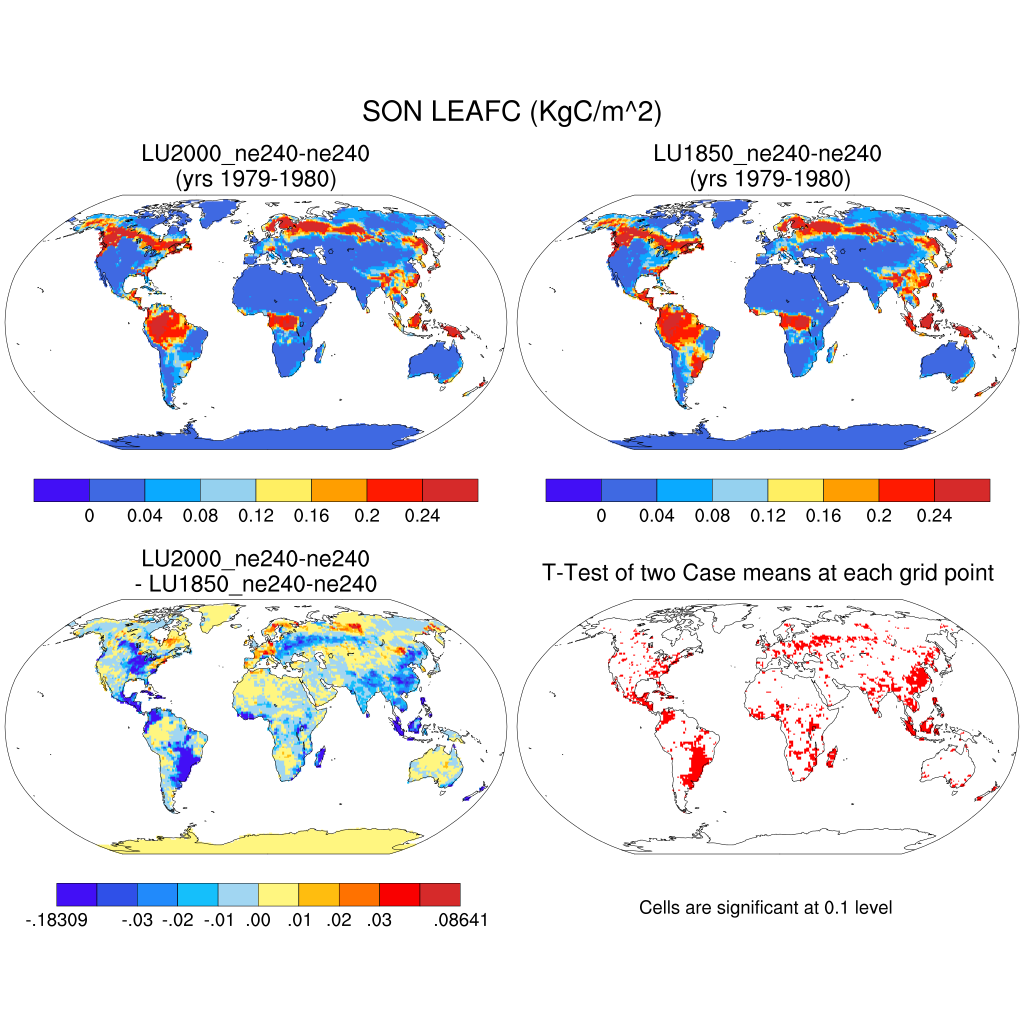 SON LEAFC (KgC/m^2)
LU2000_ne240-ne240
(yrs 1979-1980)
LU1850_ne240-ne240
(yrs 1979-1980)
0 0.04 0.08 0.12 0.16 0.2 0.24
0 0.04 0.08 0.12 0.16 0.2 0.24
LU2000_ne240-ne240
- LU1850_ne240-ne240
T-Test of two Case means at each grid point
-.18309 -.03 -.02 -.01 .00 .01 .02 .03 .08641
Cells are significant at 0.1 level